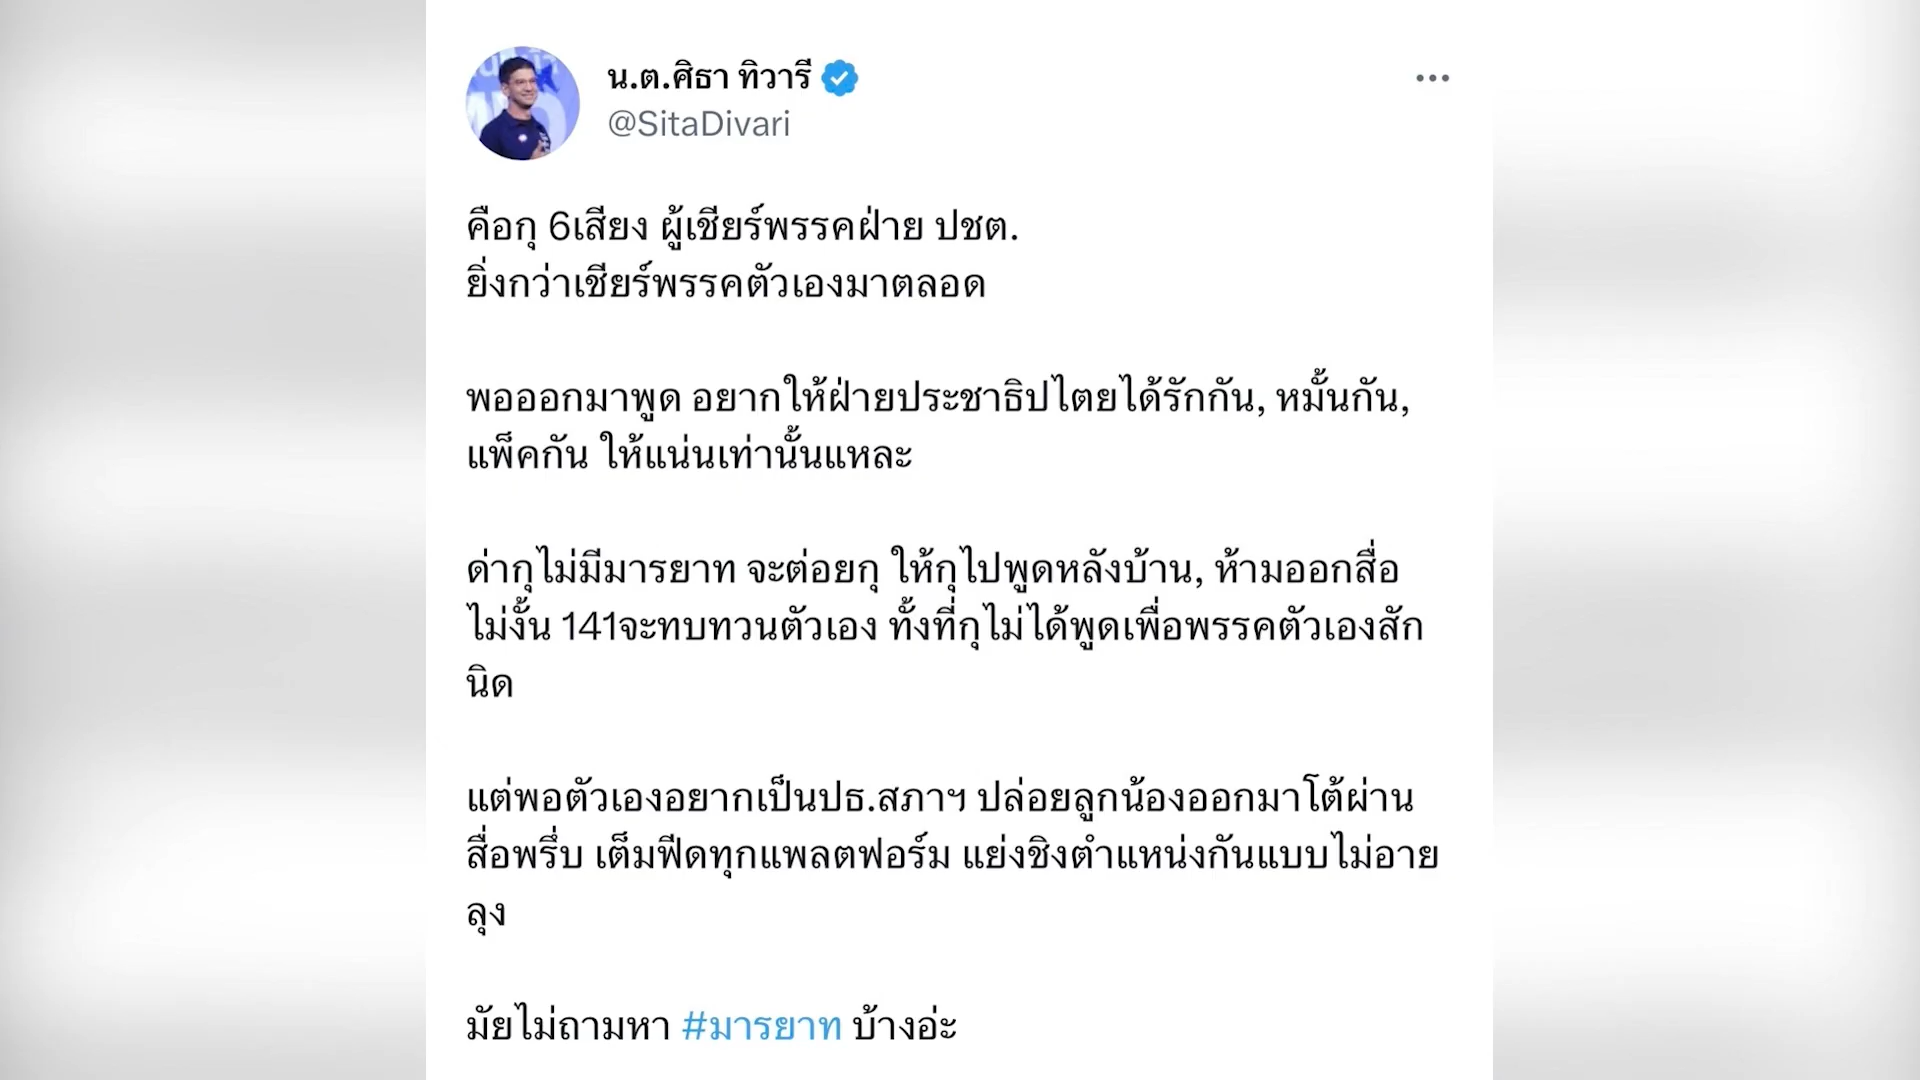 น.ต.ศิธา ทิวารี
@SitaDivari
คือกุ 6เสียง ผู้เชียร์พรรคฝ่าย ปชต.
ยิ่งกว่าเชียร์พรรคตัวเองมาตลอด
พอออกมาพูด อยากให้ฝ่ายประชาธิปไตยได้รักกัน, หมั้นกัน,
แพ็คกัน ให้แน่นเท่านั้นแหละ
ด่ากุไม่มีมารยาท จะต่อยกุ ให้กุไปพูดหลังบ้าน, ห้ามออกสื่อ
ไม่งั้น 141จะทบทวนตัวเอง ทั้งที่กุไม่ได้พูดเพื่อพรรคตัวเองสัก
นิด
แต่พอตัวเองอยากเป็นปธ.สภาฯ ปล่อยลูกน้องออกมาโต้ผ่าน
สื่อพรึ่บ เต็มฟีดทุกแพลตฟอร์ม แย่งชิงตำแหน่งกันแบบไม่อาย
ลุง
มัยไม่ถามหา #มารยาท บ้างอ่ะ